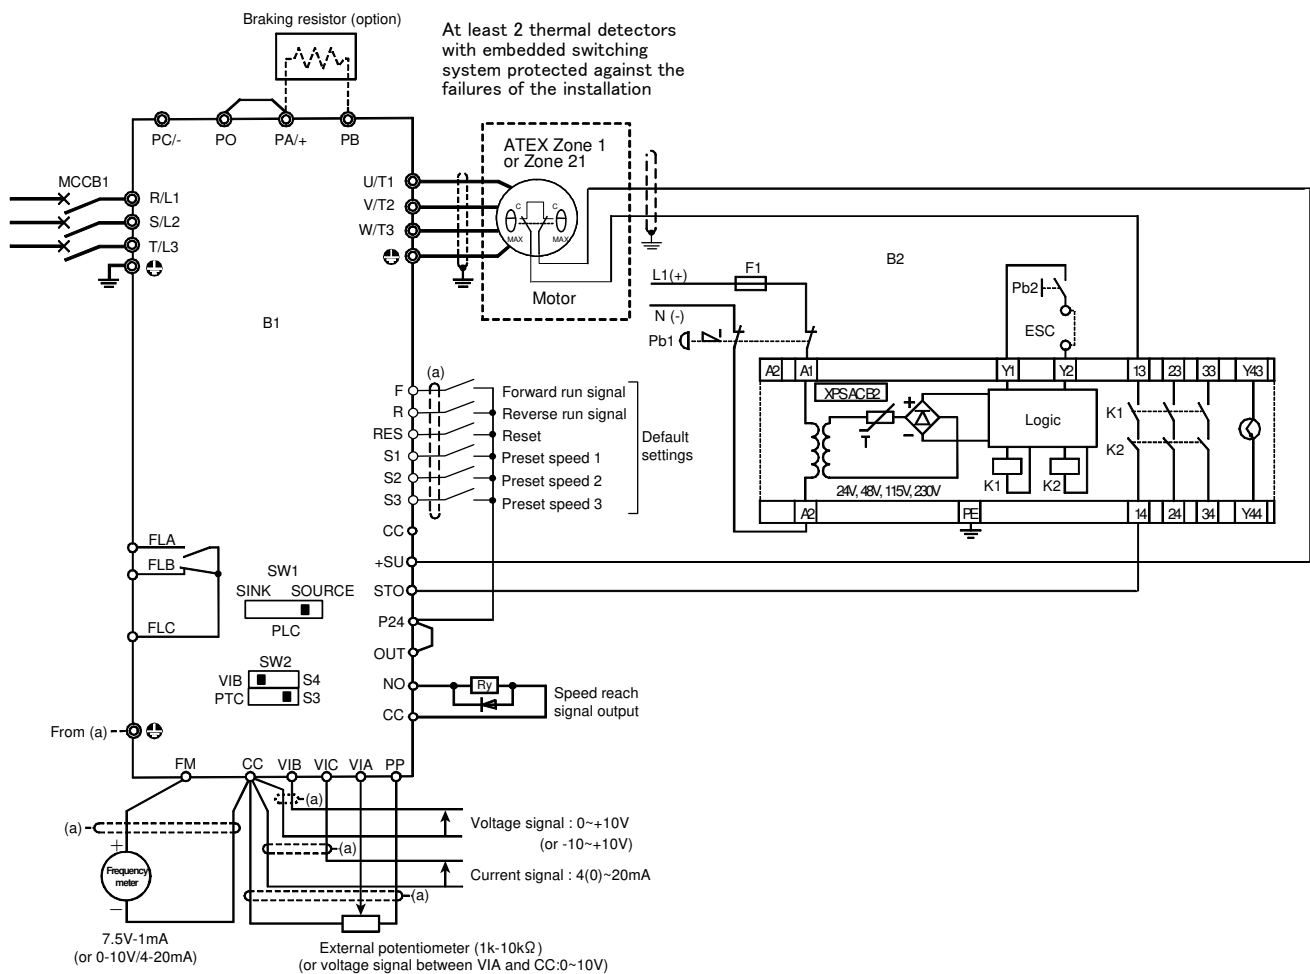 Braking resistor (option)
At least 2 thermal detectors
with embedded switching
system protected against the
failures of the installation
PC/-
PO
PA/+
PB
ATEX Zone 1
or Zone 21
MCCB1
R/L1
S/L2
T/L3
U/T1
V/T2
W/T3
C
C
MAX
MAX
Motor
B1
B2
L1(+)
F1
N (-)
Pb1
Pb2
ESC
A2
A1
Y1
Y2
13
23
33
Y43
XPSACB2
+
-
T
Logic
K1
K2
K1
K2
24V, 48V, 115V, 230V
A2
PE
14
24
34
Y44
(a)
F
Forward run signal
R
Reverse run signal
RES
Reset
S1
Preset speed 1
S2
Preset speed 2
S3
Preset speed 3
Default
settings
CC
+SU
STO
P24
OUT
NO
CC
Ry
Speed reach
signal output
FLA
FLB
FLC
SW1
SINK
SOURCE
PLC
SW2
VIB
S4
PTC
S3
From (a)
FM
CC
VIB
VIC
VIA
PP
(a)
(a)
(a)
(a)
Voltage signal : 0~+10V
(or -10~+10V)
Current signal : 4(0)~20mA
+
Frequency
meter
−
7.5V-1mA
(or 0-10V/4-20mA)
External potentiometer (1k-10kΩ)
(or voltage signal between VIA and CC:0~10V)